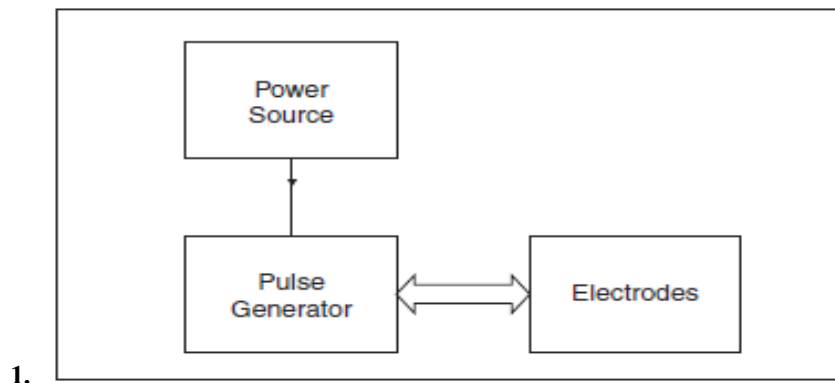 Power
Source
Pulse
Generator
Electrodes
1.